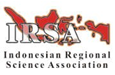 IRSA
Indonesian Regional
Science Association